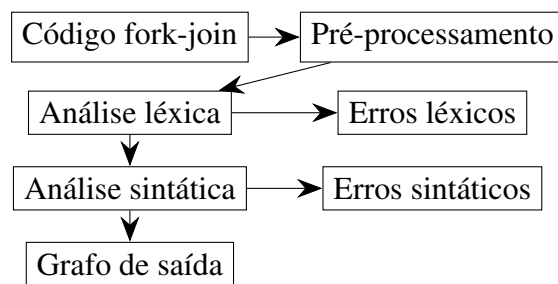 Código fork-join
Pré-processamento
Análise léxica
Erros léxicos
Análise sintática
Erros sintáticos
Grafo de saída